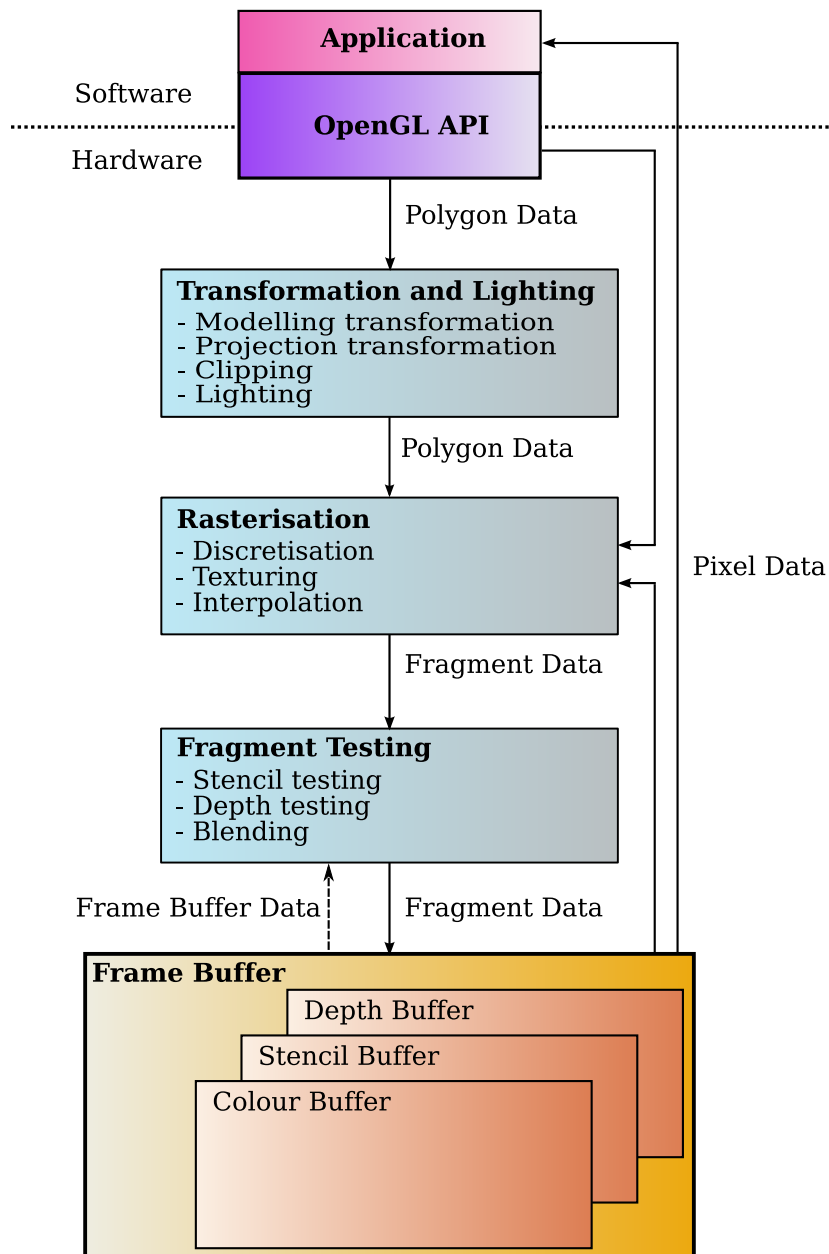 Application
Software
OpenGL API
Hardware
Polygon Data
Transformation and Lighting
- Modelling transformation
- Projection transformation
- Clipping
- Lighting
Polygon Data
Rasterisation
- Discretisation
- Texturing
- Interpolation
Pixel Data
Fragment Data
Fragment Testing
- Stencil testing
- Depth testing
- Blending
Frame Buffer Data
Fragment Data
Frame Buffer
Depth Buffer
Stencil Buffer
Colour Buffer